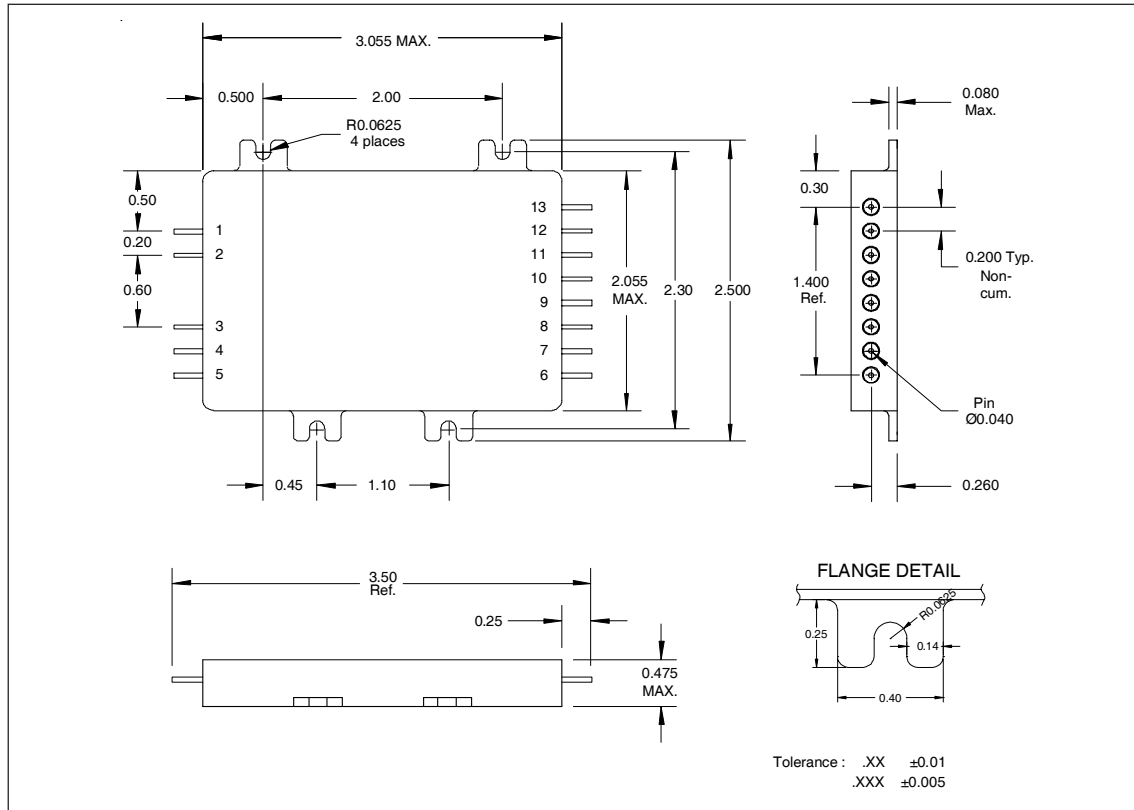 3.055 MAX.
0.500
2.00
0.080
Max.
R0.0625
4 places
0.50
0.30
13
1
12
0.20
2
11
0.200 Typ.
Non-
cum.
10
2.055
MAX.
2.30
2.500
1.400
Ref.
0.60
9
3
8
4
7
5
6
Pin
Ø0.040
0.45
1.10
0.260
3.50
Ref.
FLANGE DETAIL
0.25
R0.0625
0.25
0.14
0.475
MAX.
0.40
Tolerance : .XX ±0.01
.XXX ±0.005